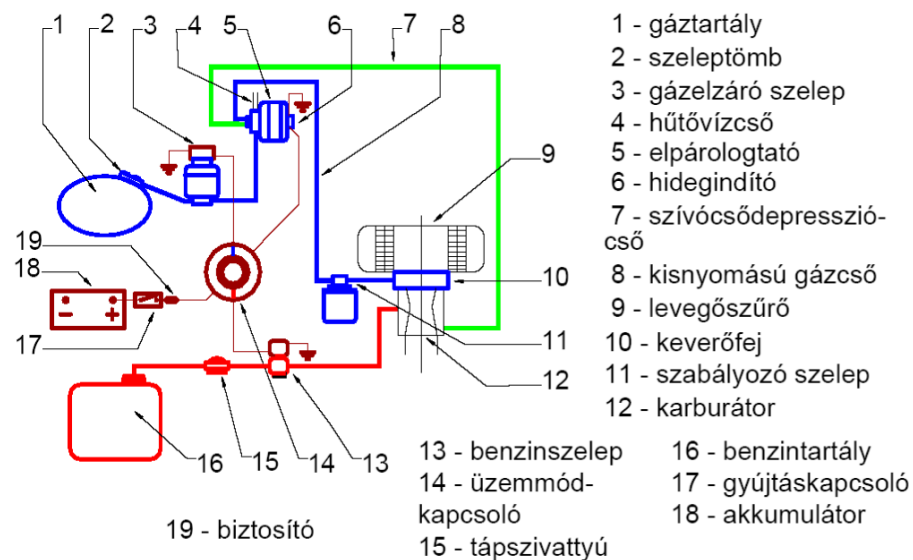 1 2 3 4 5 6 7 8
1 - gáztartály
2 - szeleptömb
3 - gázelzáró szelep
4 - hűtővízcső
5 - elpárologtató
6 - hidegindító
7 - szívócsődepresszió-
cső
8 - kisnyomású gázcső
9 - levegőszűrő
10 - keverőfej
11 - szabályozó szelep
12 - karburátor
9
19
18
10
17
11
12
16 15 14 13
13 - benzinszelep
14 - üzemmód-
kapcsoló
15 - tápszivattyú
16 - benzintartály
17 - gyújtáskapcsoló
18 - akkumulátor
19 - biztosító